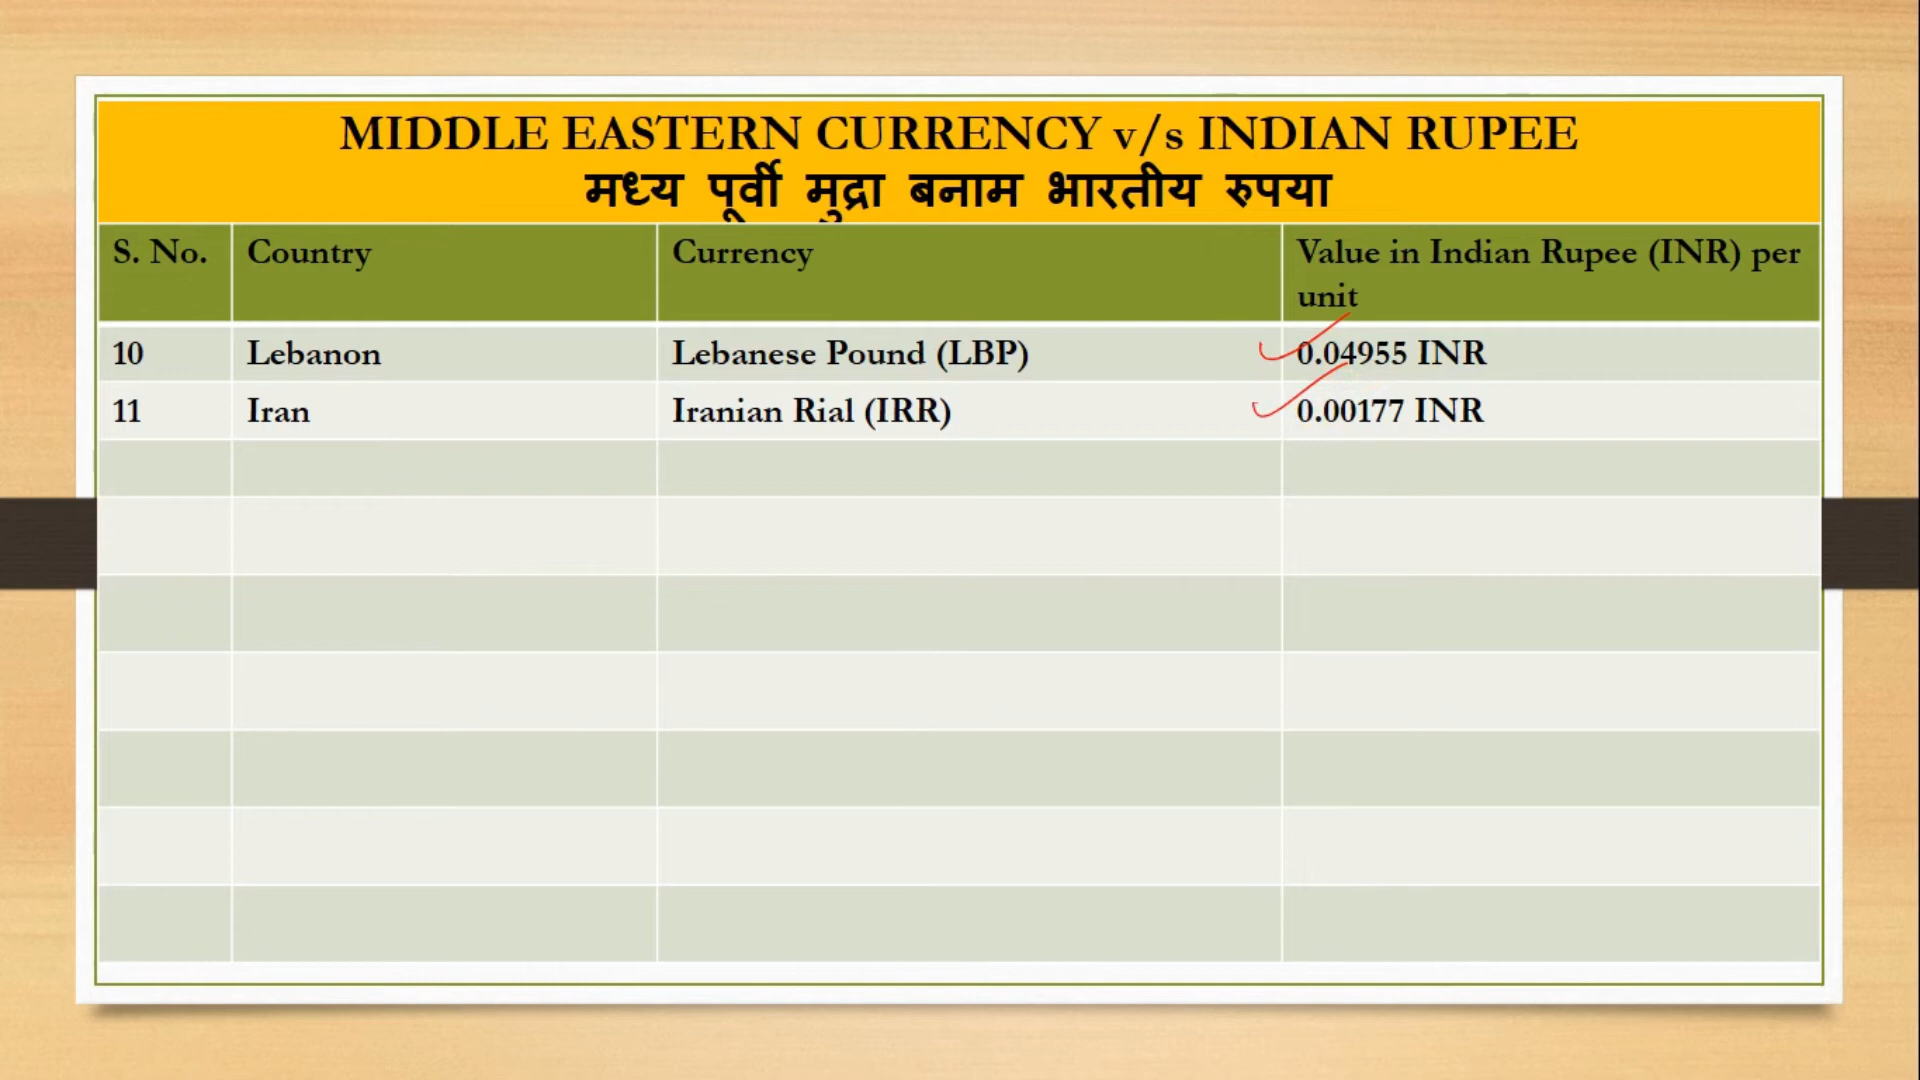 MIDDLE EASTERN CURRENCY v/s INDIAN RUPEE
मध्य पूर्वी मुद्रा बनाम भारतीय रुपया
S. No. Country Currency Value in Indian Rupee (INR) per
unit
10 Lebanon Lebanese Pound (LBP) 0.04955 INR
11 Iran Iranian Rial (IRR) 0.00177 INR